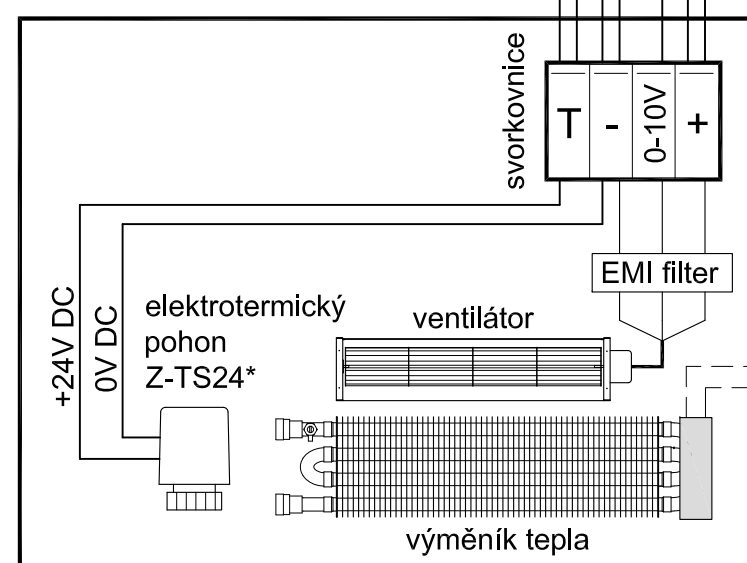 svorkovnice
T
-
0-10V
+
EMI filter
+24V DC
0V DC
elektrotermický
pohon
Z-TS24*
ventilátor
výměník tepla